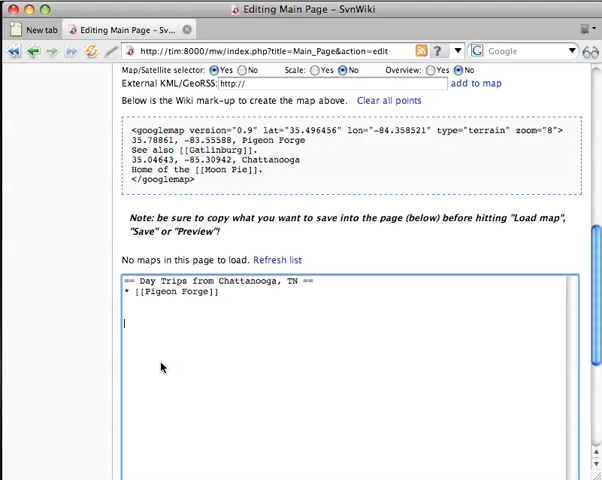 Editing Main Page – SvnWiki
New tab
Editing Main Page – SvnWiki
http://tim:8000/mw/index.php?title=Main_Page&action=edit
?
G Google
Map/Satellite selector: Yes No Scale: Yes No Overview: Yes No
External KML/GeoRSS: http:// add to map
Below is the Wiki mark-up to create the map above. Clear all points
<googlemap version="0.9" lat="35.496456" lon="-84.358521" type="terrain" zoom="8">
35.78861, -83.55588, Pigeon Forge
See also [[Gatlinburg]].
35.04643, -85.30942, Chattanooga
Home of the [[Moon Pie]].
</googlemap>
Note: be sure to copy what you want to save into the page (below) before hitting "Load map",
"Save" or "Preview"!
No maps in this page to load. Refresh list
== Day Trips from Chattanooga, TN ==
* [[Pigeon Forge]]